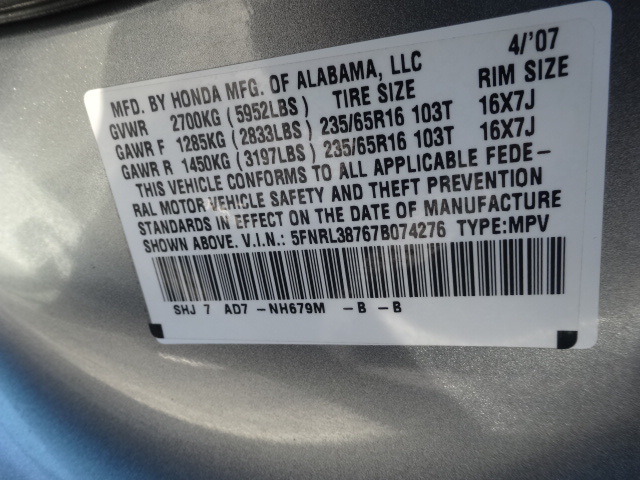 MFD. BY HONDA MFG. OF ALABAMA, LLC 4/'07
GVWR 2700KG (5952LBS) TIRE SIZE RIM SIZE
GAWR F 1285KG (2833LBS) 235/65R16 103T 16X7J
GAWR R 1450KG (3197LBS) 235/65R16 103T 16X7J
THIS VEHICLE CONFORMS TO ALL APPLICABLE FEDE-
RAL MOTOR VEHICLE SAFETY AND THEFT PREVENTION
STANDARDS IN EFFECT ON THE DATE OF MANUFACTURE
SHOWN ABOVE. V.I.N.: 5FNRL38767B074276 TYPE:MPV
SHJ 7 AD7 -NH679M -B -B